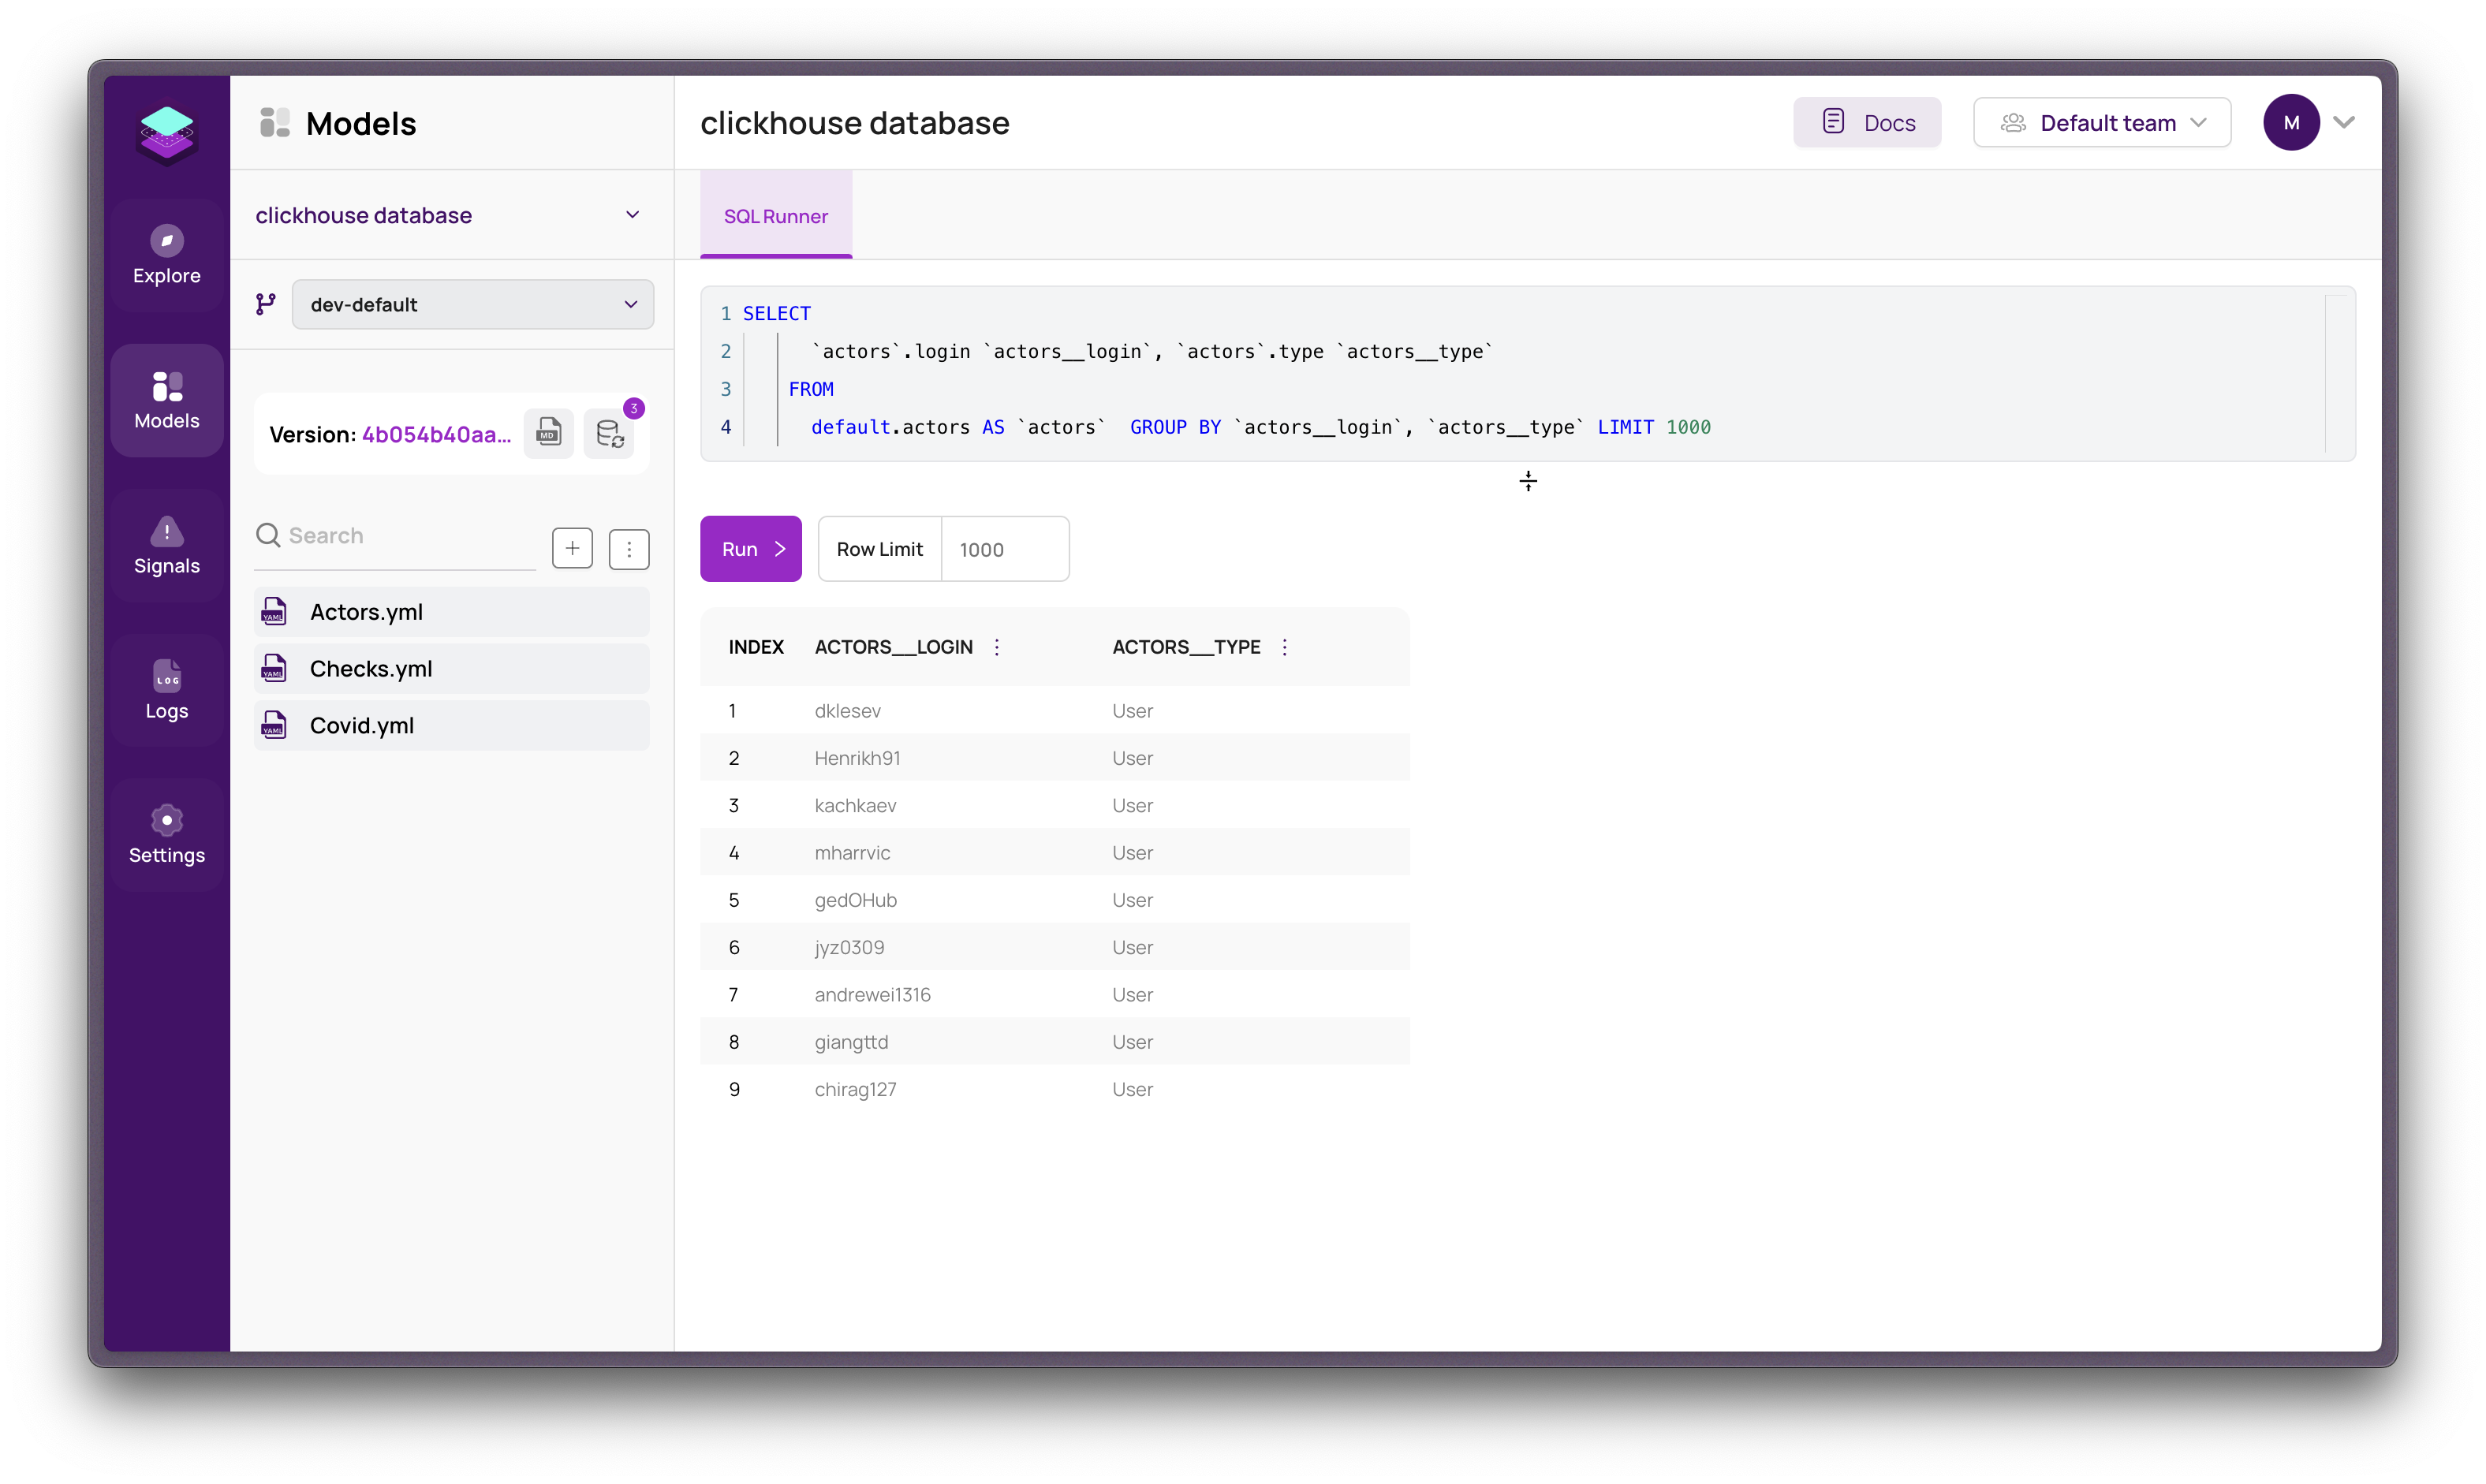 Models
clickhouse database
Docs
Default team
M
clickhouse database
SQL Runner
Explore
dev-default
1 SELECT
2 `actors`.login `actors__login`, `actors`.type `actors__type`
3 FROM
4 default.actors AS `actors`  GROUP BY `actors__login`, `actors__type` LIMIT 1000
Models
Version: 4b054b40aa...
MD
3
Signals
Search
Run
Row Limit
1000
YAML Actors.yml
YAML Checks.yml
YAML Covid.yml
LOG
Logs
Settings
INDEX ACTORS__LOGIN ACTORS__TYPE
1 dklesev User
2 Henrikh91 User
3 kachkaev User
4 mharrvic User
5 gedOHub User
6 jyz0309 User
7 andrewei1316 User
8 giangttd User
9 chirag127 User